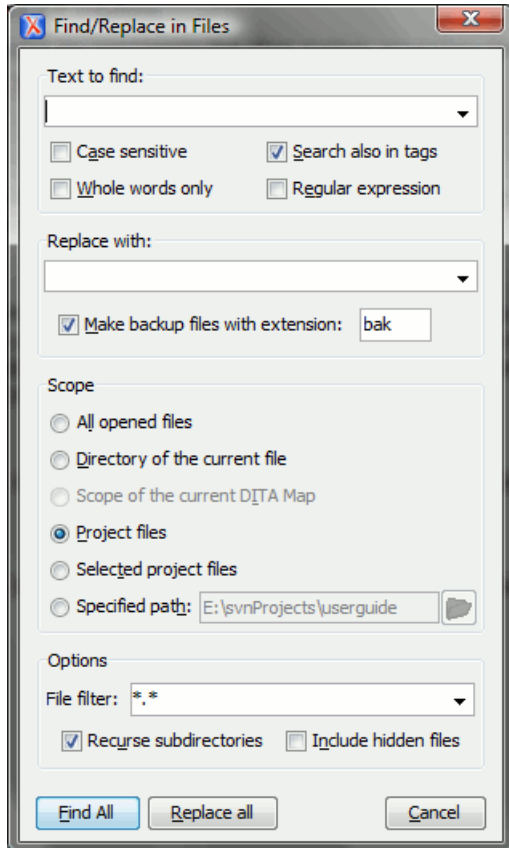 Find/Replace in Files
Text to find:
Case sensitive
Search also in tags
Whole words only
Regular expression
Replace with:
Make backup files with extension: bak
Scope
All opened files
Directory of the current file
Scope of the current DITA Map
Project files
Selected project files
Specified path: E:\svnProjects\userguide
Options
File filter: *.*
Recurse subdirectories
Include hidden files
Find All
Replace all
Cancel